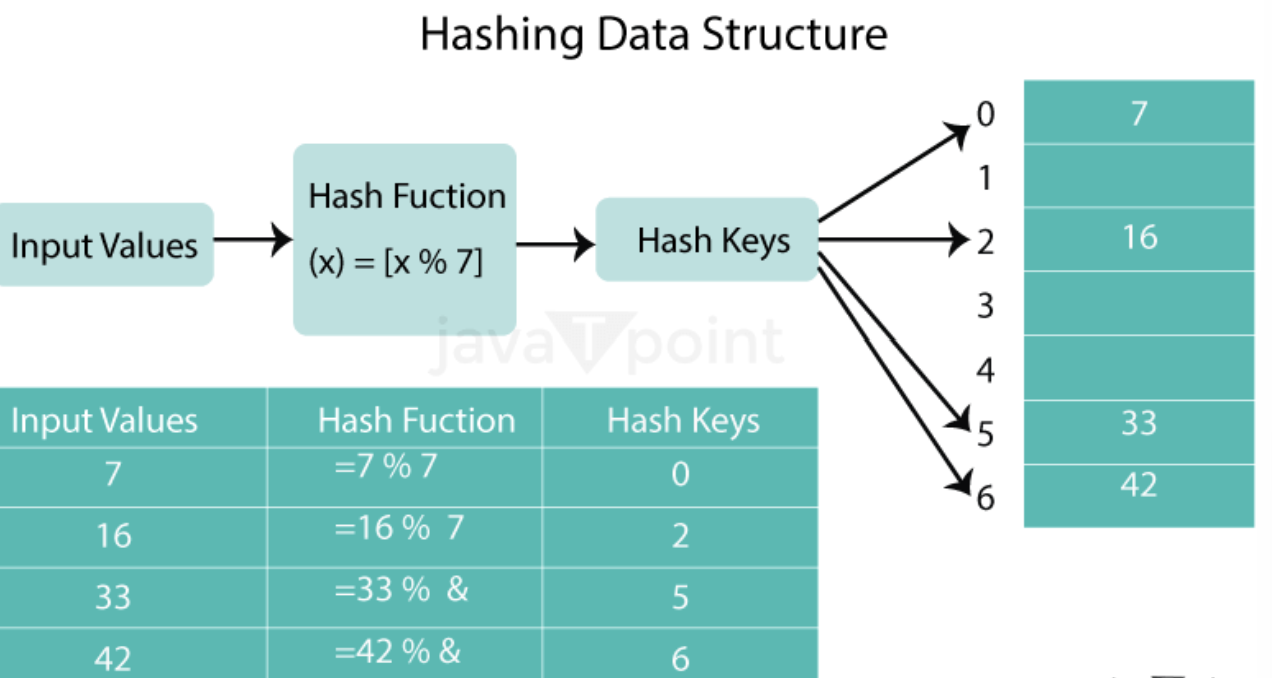 Hashing Data Structure
Input Values
Hash Fuction
(x) = [x % 7]
Hash Keys
0 7
1
2 16
3
4
5 33
6 42
javaTpoint
Input Values Hash Fuction Hash Keys
7 =7 % 7 0
16 =16 % 7 2
33 =33 % & 5
42 =42 % & 6